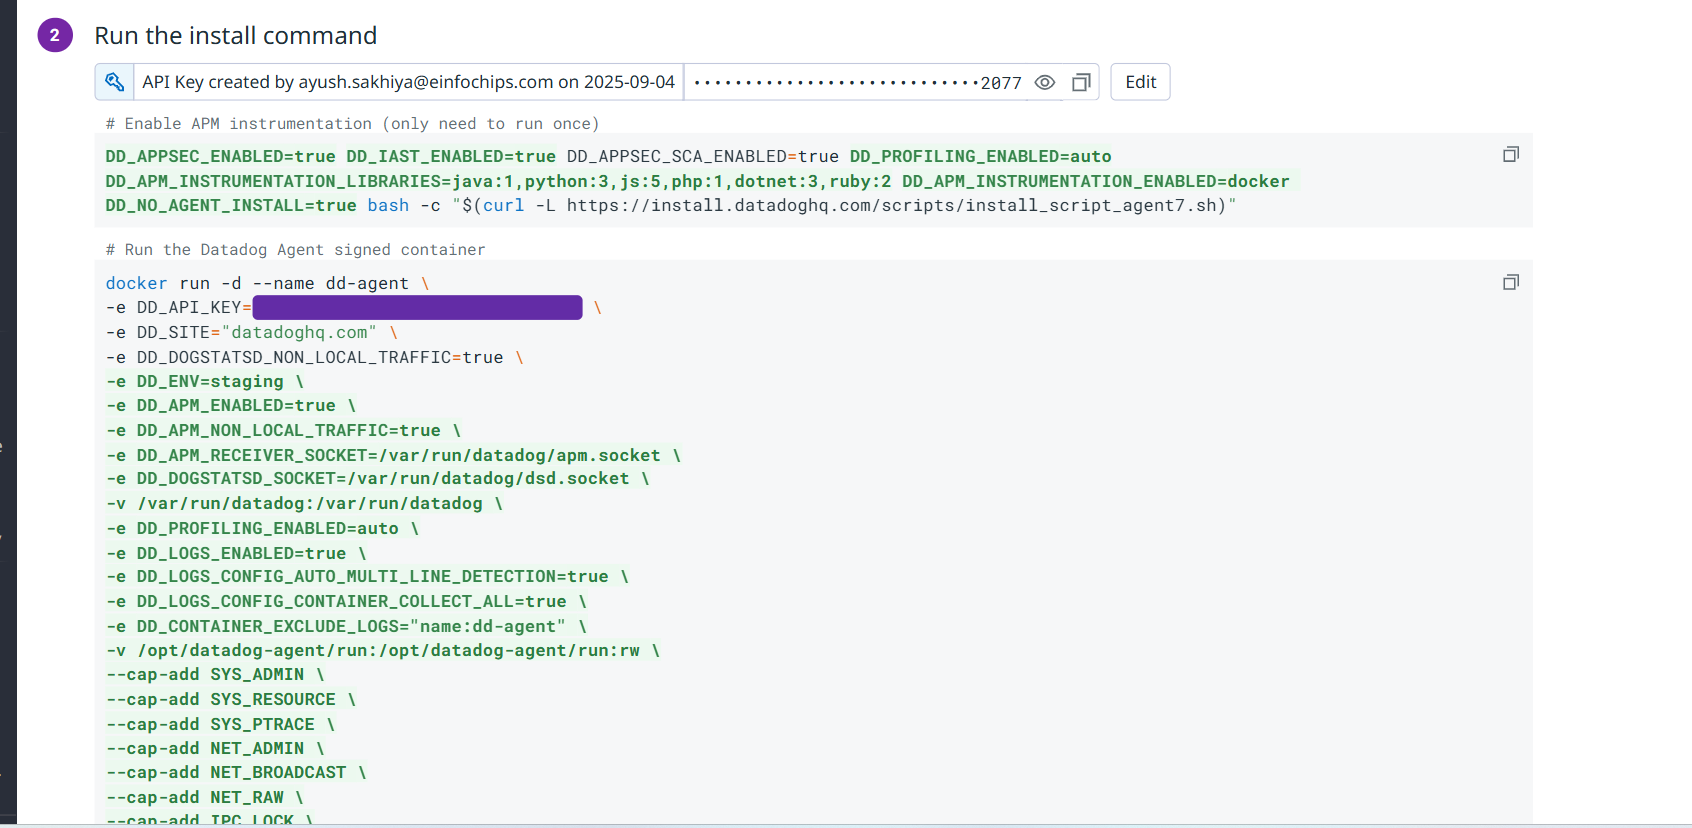 2
Run the install command
API Key created by ayush.sakhiya@einfochips.com on 2025-09-04 ••••••••••••••••••••••••••••2077 Edit
# Enable APM instrumentation (only need to run once)
DD_APPSEC_ENABLED=true DD_IAST_ENABLED=true DD_APPSEC_SCA_ENABLED=true DD_PROFILING_ENABLED=auto
DD_APM_INSTRUMENTATION_LIBRARIES=java:1,python:3,js:5,php:1,dotnet:3,ruby:2 DD_APM_INSTRUMENTATION_ENABLED=docker
DD_NO_AGENT_INSTALL=true bash -c "$(curl -L https://install.datadoghq.com/scripts/install_script_agent7.sh)"
# Run the Datadog Agent signed container
docker run -d --name dd-agent \
-e DD_API_KEY= \
-e DD_SITE="datadoghq.com" \
-e DD_DOGSTATSD_NON_LOCAL_TRAFFIC=true \
-e DD_ENV=staging \
-e DD_APM_ENABLED=true \
-e DD_APM_NON_LOCAL_TRAFFIC=true \
-e DD_APM_RECEIVER_SOCKET=/var/run/datadog/apm.socket \
-e DD_DOGSTATSD_SOCKET=/var/run/datadog/dsd.socket \
-v /var/run/datadog:/var/run/datadog \
-e DD_PROFILING_ENABLED=auto \
-e DD_LOGS_ENABLED=true \
-e DD_LOGS_CONFIG_AUTO_MULTI_LINE_DETECTION=true \
-e DD_LOGS_CONFIG_CONTAINER_COLLECT_ALL=true \
-e DD_CONTAINER_EXCLUDE_LOGS="name:dd-agent" \
-v /opt/datadog-agent/run:/opt/datadog-agent/run:rw \
--cap-add SYS_ADMIN \
--cap-add SYS_RESOURCE \
--cap-add SYS_PTRACE \
--cap-add NET_ADMIN \
--cap-add NET_BROADCAST \
--cap-add NET_RAW \
--cap-add IPC_LOCK \